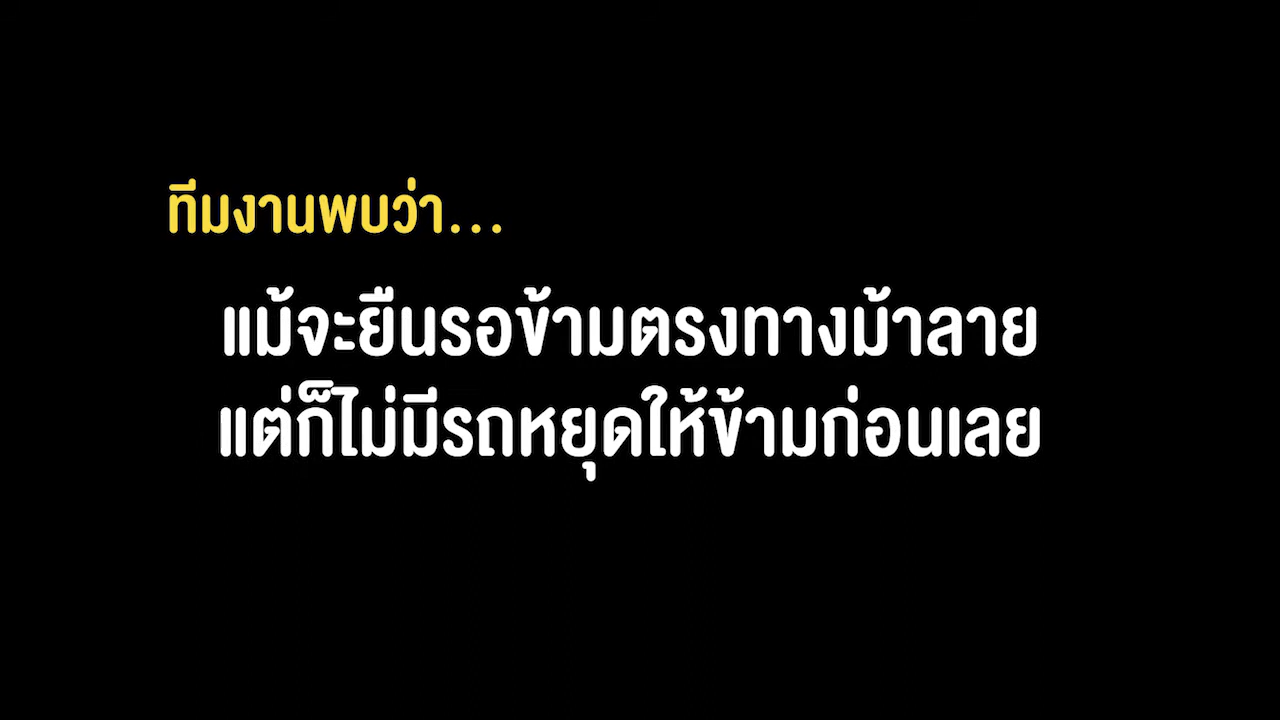 ทีมงานพบว่า...
แม้จะยืนรอข้ามตรงทางม้าลาย
แต่ก็ไม่มีรถหยุดให้ข้ามก่อนเลย